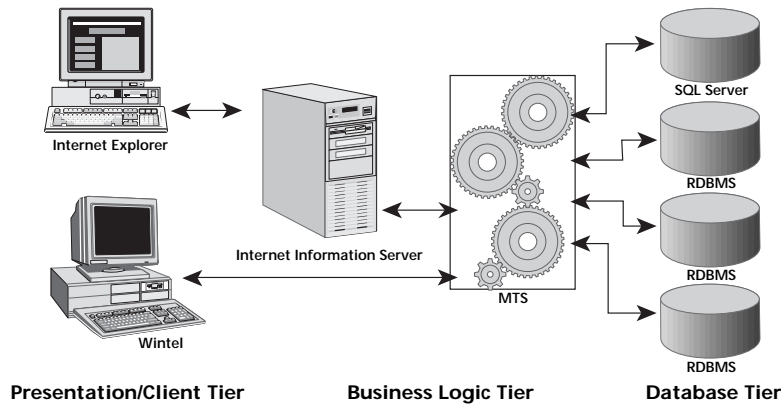 SQL Server
Internet Explorer
RDBMS
Internet Information Server
RDBMS
MTS
Wintel
RDBMS
Presentation/Client Tier
Business Logic Tier
Database Tier